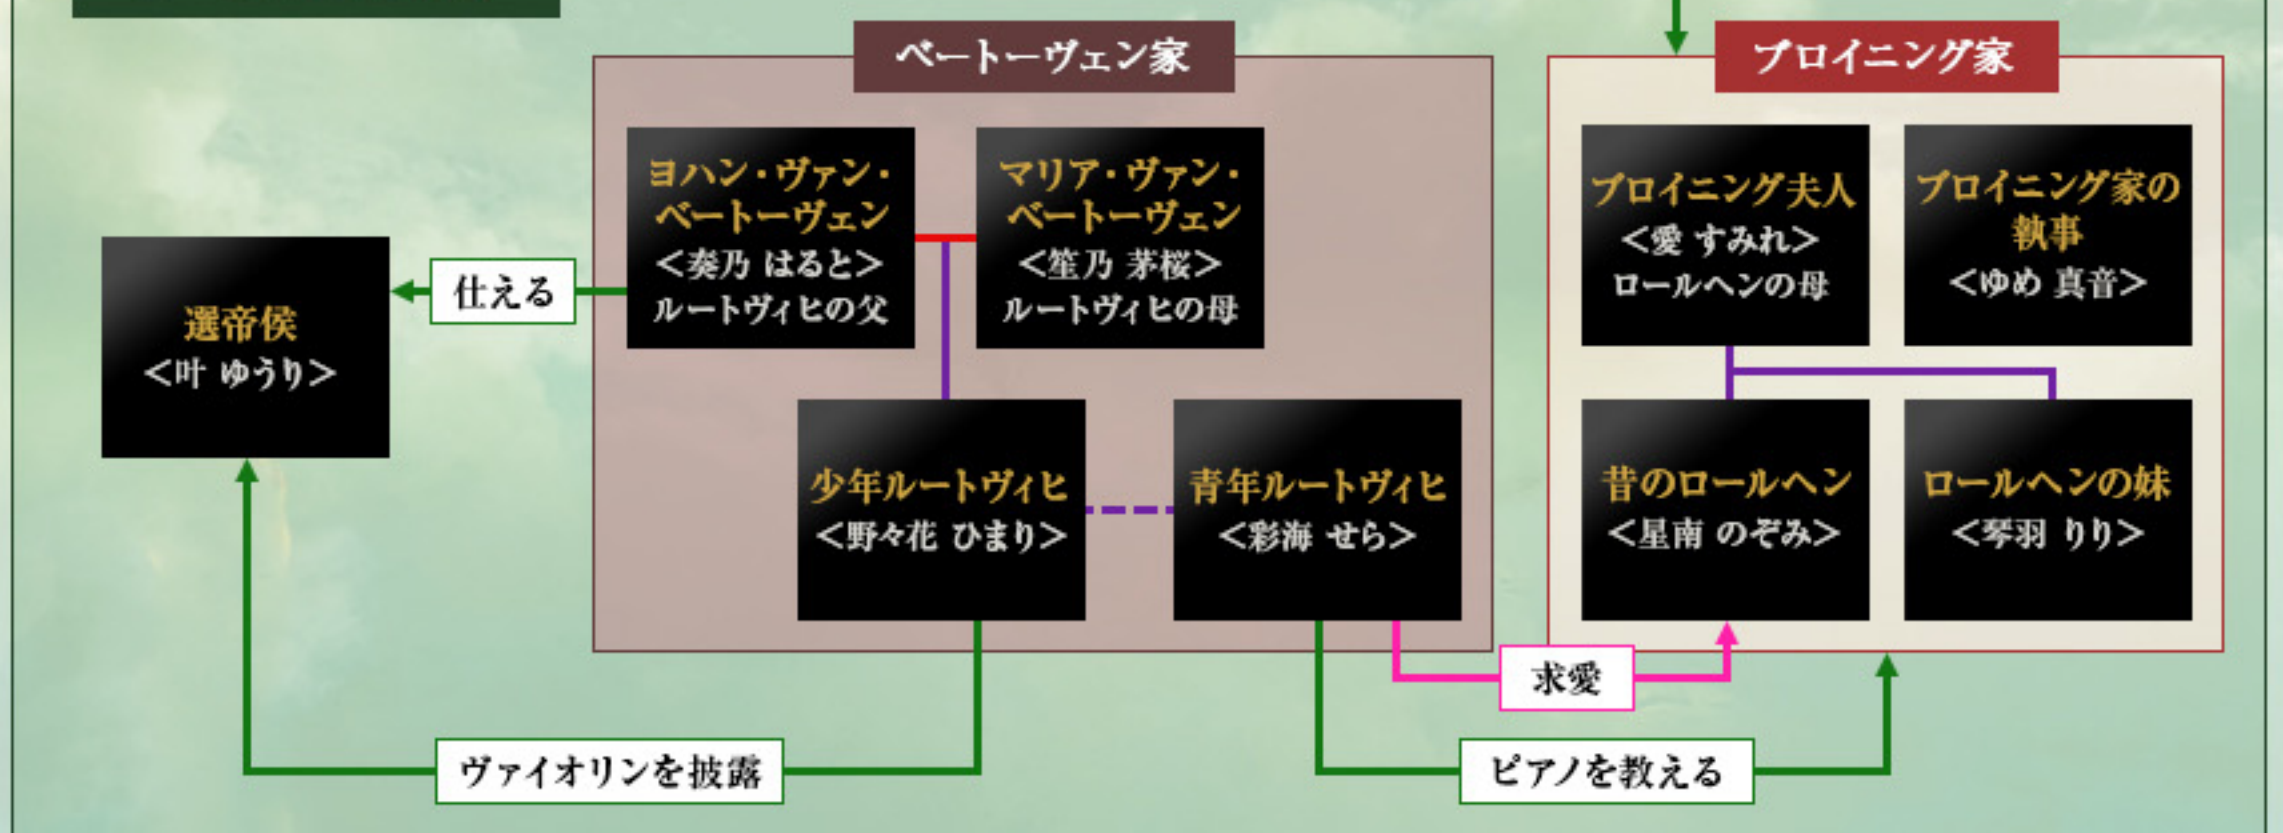 ベートーヴェン家
ヨハン・ヴァン・
ベートーヴェン
<奏乃 はると>
ルートヴィヒの父
マリア・ヴァン・
ベートーヴェン
<笙乃 茅桜>
ルートヴィヒの母
仕える
選帝侯
<叶 ゆうり>
少年ルートヴィヒ
<野々花 ひまり>
青年ルートヴィヒ
<彩海 せら>
ブロイニング家
ブロイニング夫人
<愛 すみれ>
ロールヘンの母
ブロイニング家の
執事
<ゆめ 真音>
昔のロールヘン
<星南 のぞみ>
ロールヘンの妹
<琴羽 りり>
求愛
ヴァイオリンを披露
ピアノを教える